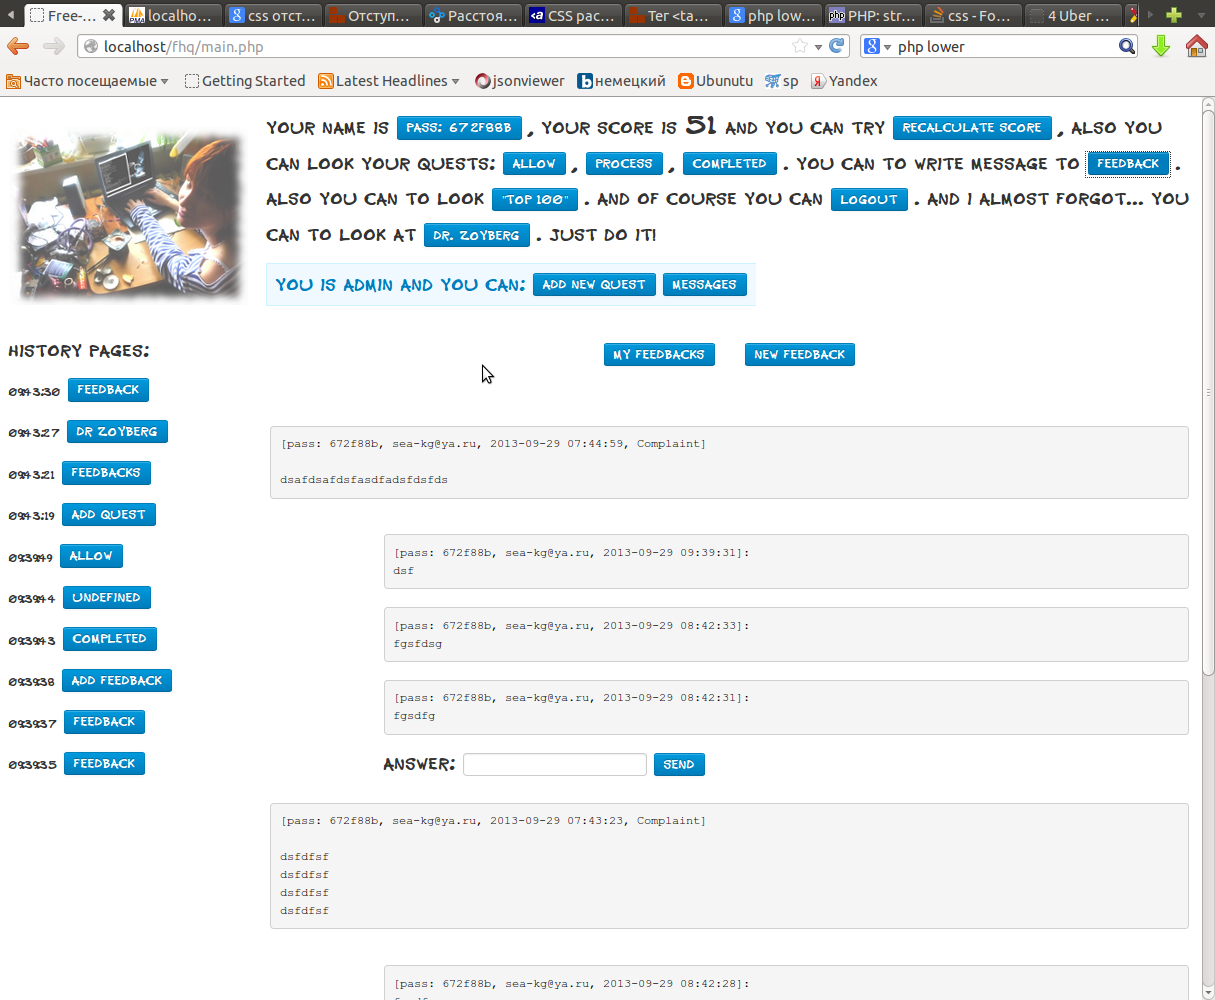 Free-... localho... css отст... Отступ... Расстоя... CSS рас... Тег <ta... php low... PHP: str... css - Fo... 4 Uber ...
localhost/fhq/main.php php lower
Часто посещаемые Getting Started Latest Headlines jsonviewer немецкий Ubunutu sp Yandex
YOUR NAME IS PASS: 672F88B , YOUR SCORE IS 51 AND YOU CAN TRY RECALCULATE SCORE , ALSO YOU
CAN LOOK YOUR QUESTS: ALLOW , PROCESS , COMPLETED . YOU CAN TO WRITE MESSAGE TO FEEDBACK .
ALSO YOU CAN TO LOOK "TOP 100" . AND OF COURSE YOU CAN LOGOUT . AND I ALMOST FORGOT... YOU
CAN TO LOOK AT DR. ZOYBERG . JUST DO IT!
YOU IS ADMIN AND YOU CAN: ADD NEW QUEST MESSAGES
HISTORY PAGES:
09:43:30 FEEDBACK
09:43:27 DR ZOYBERG
09:43:21 FEEDBACKS
09:43:19 ADD QUEST
09:39:49 ALLOW
09:39:44 UNDEFINED
09:39:43 COMPLETED
09:39:38 ADD FEEDBACK
09:39:37 FEEDBACK
09:39:35 FEEDBACK
MY FEEDBACKS NEW FEEDBACK
[pass: 672f88b, sea-kg@ya.ru, 2013-09-29 07:44:59, Complaint]
dsafdsafdsfasdfadsfdsfds
[pass: 672f88b, sea-kg@ya.ru, 2013-09-29 09:39:31]:
dsf
[pass: 672f88b, sea-kg@ya.ru, 2013-09-29 08:42:33]:
fgsfdsg
[pass: 672f88b, sea-kg@ya.ru, 2013-09-29 08:42:31]:
fgsdfg
ANSWER: SEND
[pass: 672f88b, sea-kg@ya.ru, 2013-09-29 07:43:23, Complaint]
dsfdfsf
dsfdfsf
dsfdfsf
dsfdfsf
[pass: 672f88b, sea-kg@ya.ru, 2013-09-29 08:42:28]: